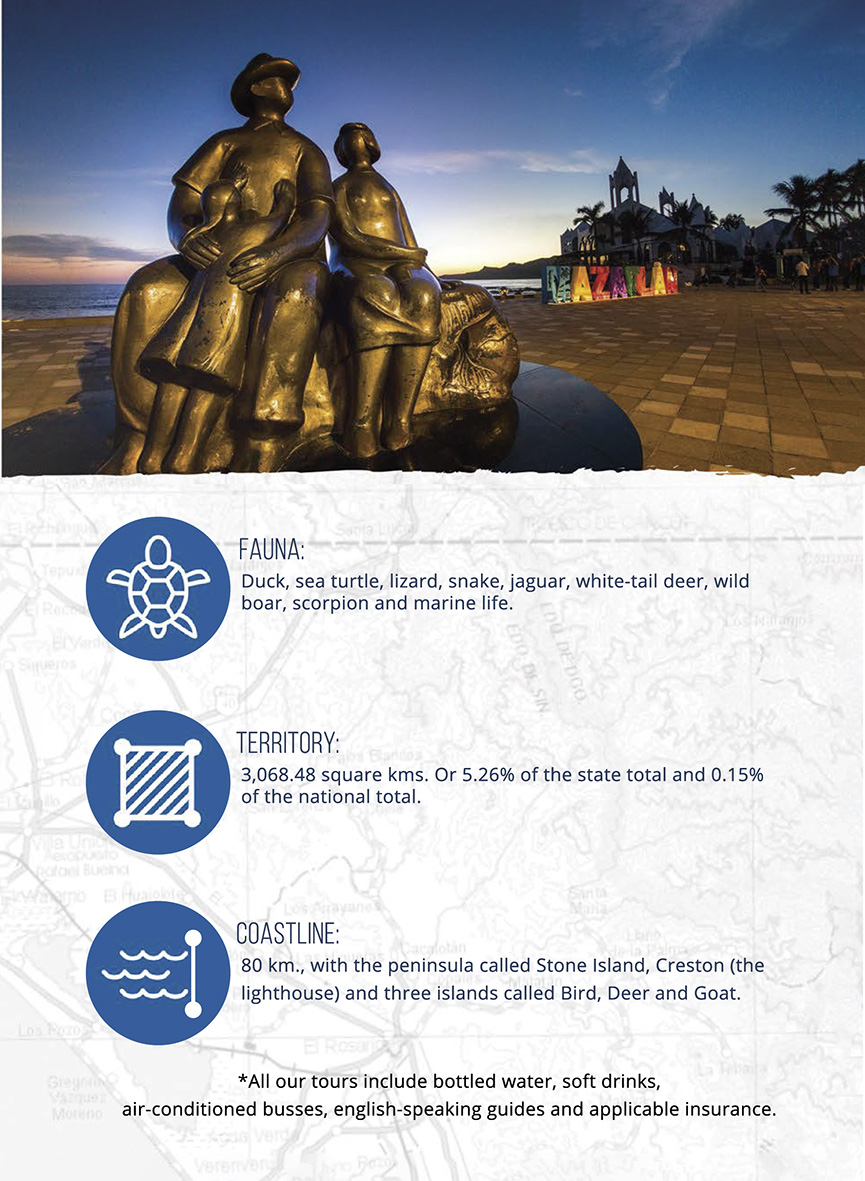 MAZATLAN
FAUNA:
Duck, sea turtle, lizard, snake, jaguar, white-tail deer, wild
boar, scorpion and marine life.
TERRITORY:
3,068.48 square kms. Or 5.26% of the state total and 0.15%
of the national total.
COASTLINE:
80 km., with the peninsula called Stone Island, Creston (the
lighthouse) and three islands called Bird, Deer and Goat.
*All our tours include bottled water, soft drinks,
air-conditioned busses, english-speaking guides and applicable insurance.